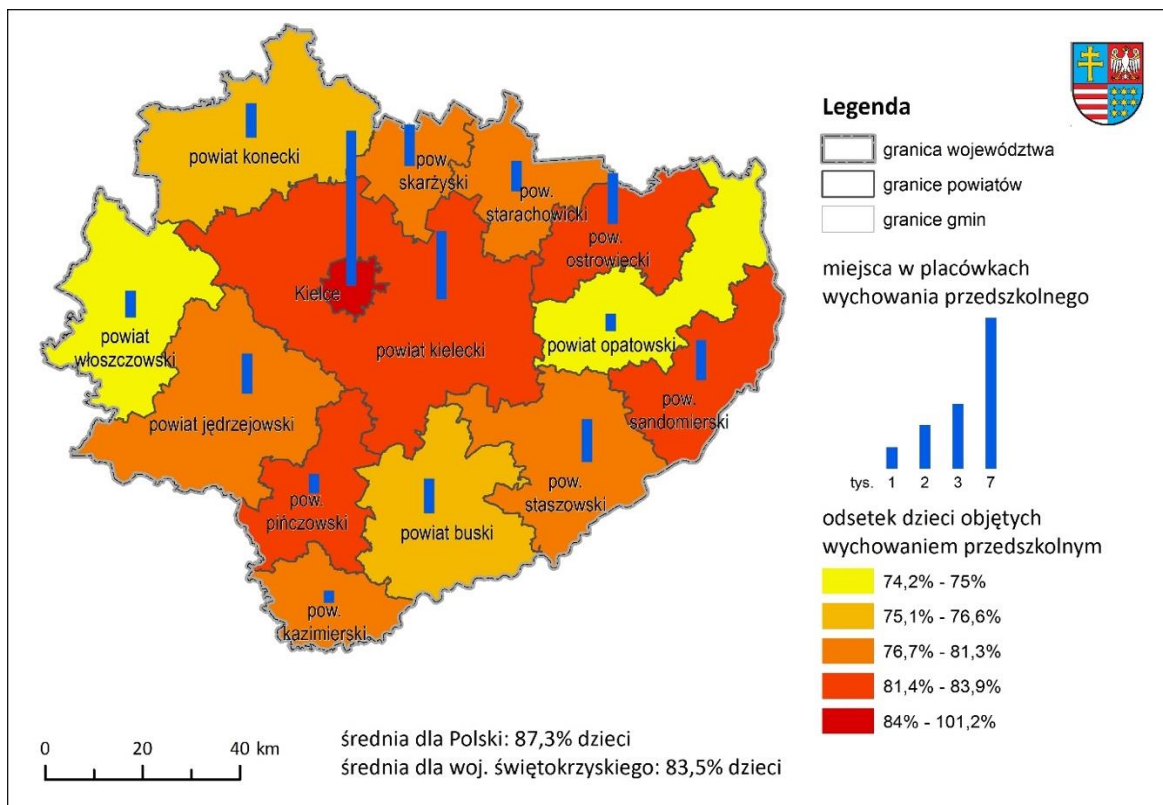 powiat konecki
pow.
skarżyski
pow.
starachowicki
pow.
ostrowiecki
Kielce
powiat kielecki
powiat opatowski
powiat
włoszczowski
powiat jędrzejowski
pow.
sandomierski
pow.
staszowski
pow.
pińczowski
powiat buski
pow.
kazimierski
Legenda
granica województwa
granice powiatów
granice gmin
miejsca w placówkach
wychowania przedszkolnego
tys. 1 2 3 7
odsetek dzieci objętych
wychowaniem przedszkolnym
74,2% - 75%
75,1% - 76,6%
76,7% - 81,3%
81,4% - 83,9%
84% - 101,2%
0 20 40 km
średnia dla Polski: 87,3% dzieci
średnia dla woj. świętokrzyskiego: 83,5% dzieci